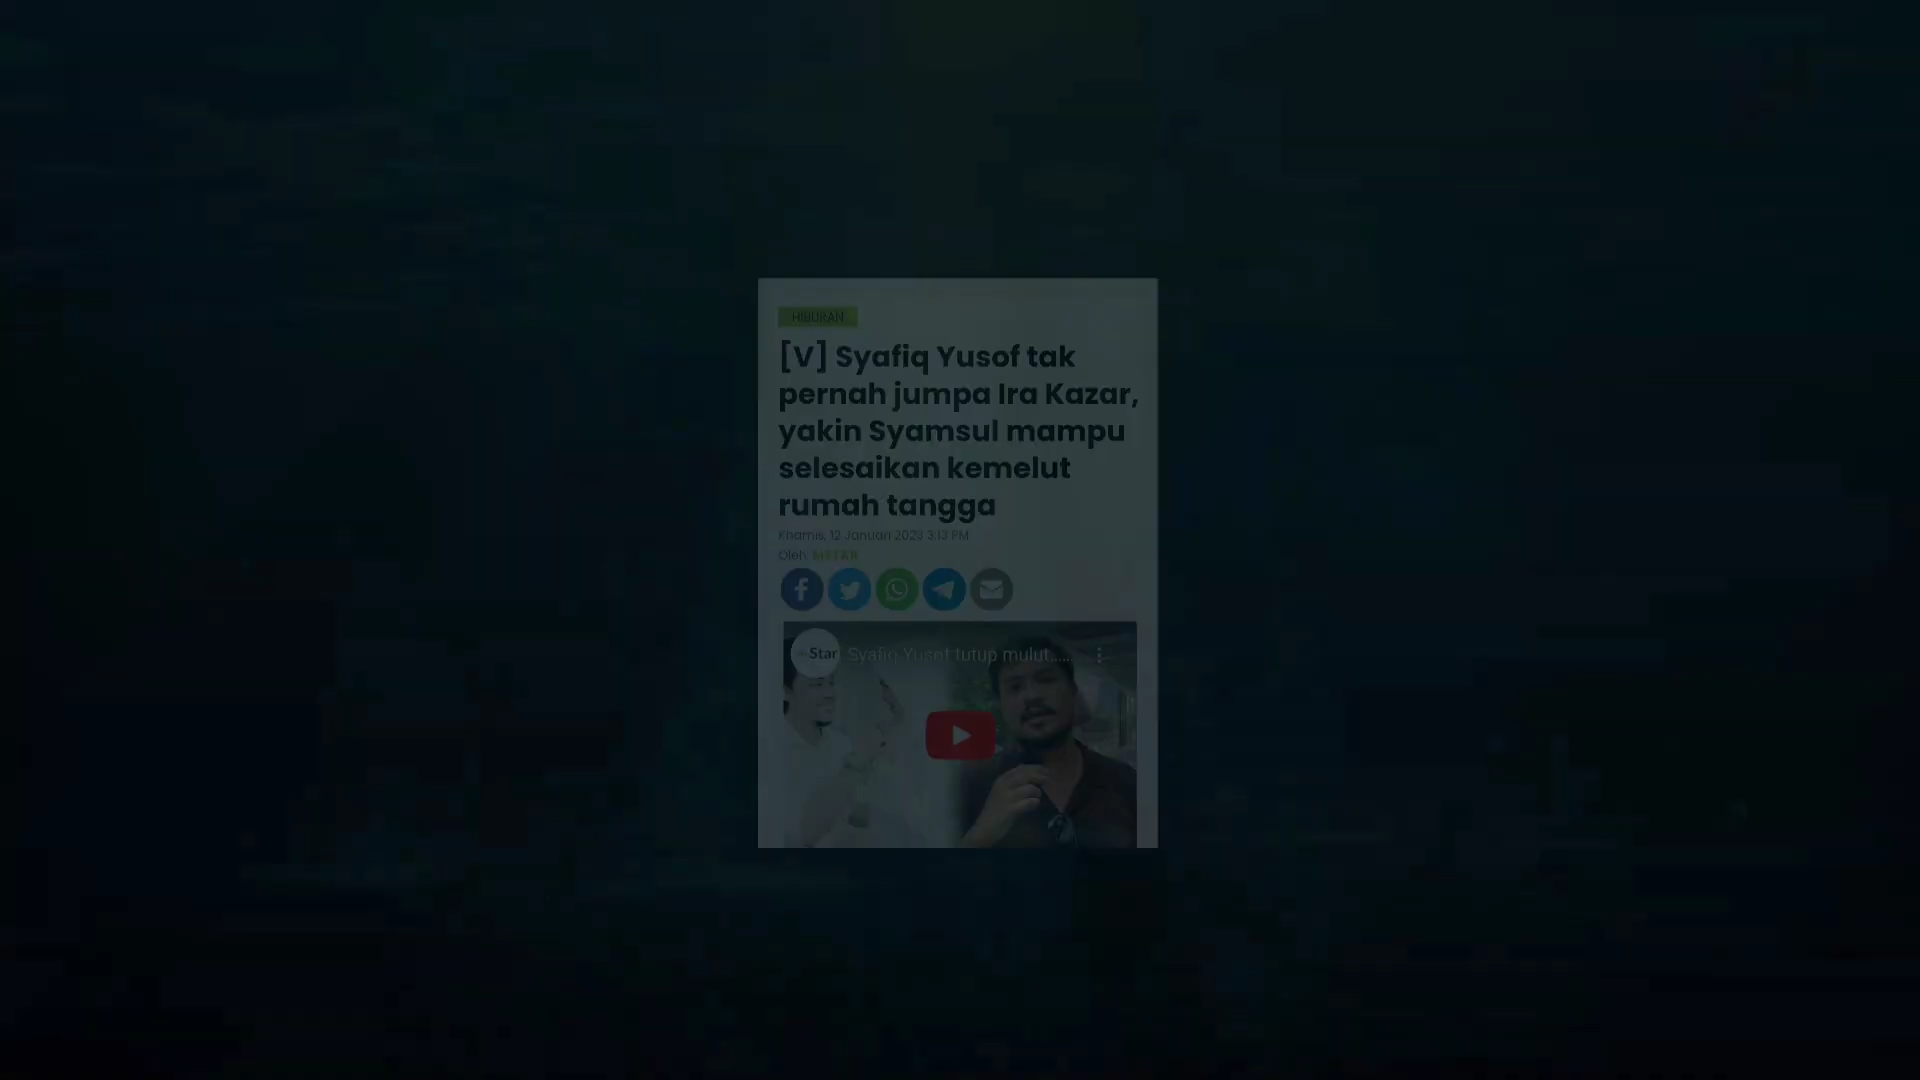 HIBURAN
[V] Syafiq Yusof tak
pernah jumpa Ira Kazar,
yakin Syamsul mampu
selesaikan kemelut
rumah tangga
Khamis, 12 Januari 2023 3:13 PM
Oleh: MSTAR
Star
Syafiq Yusof tutup mulut......